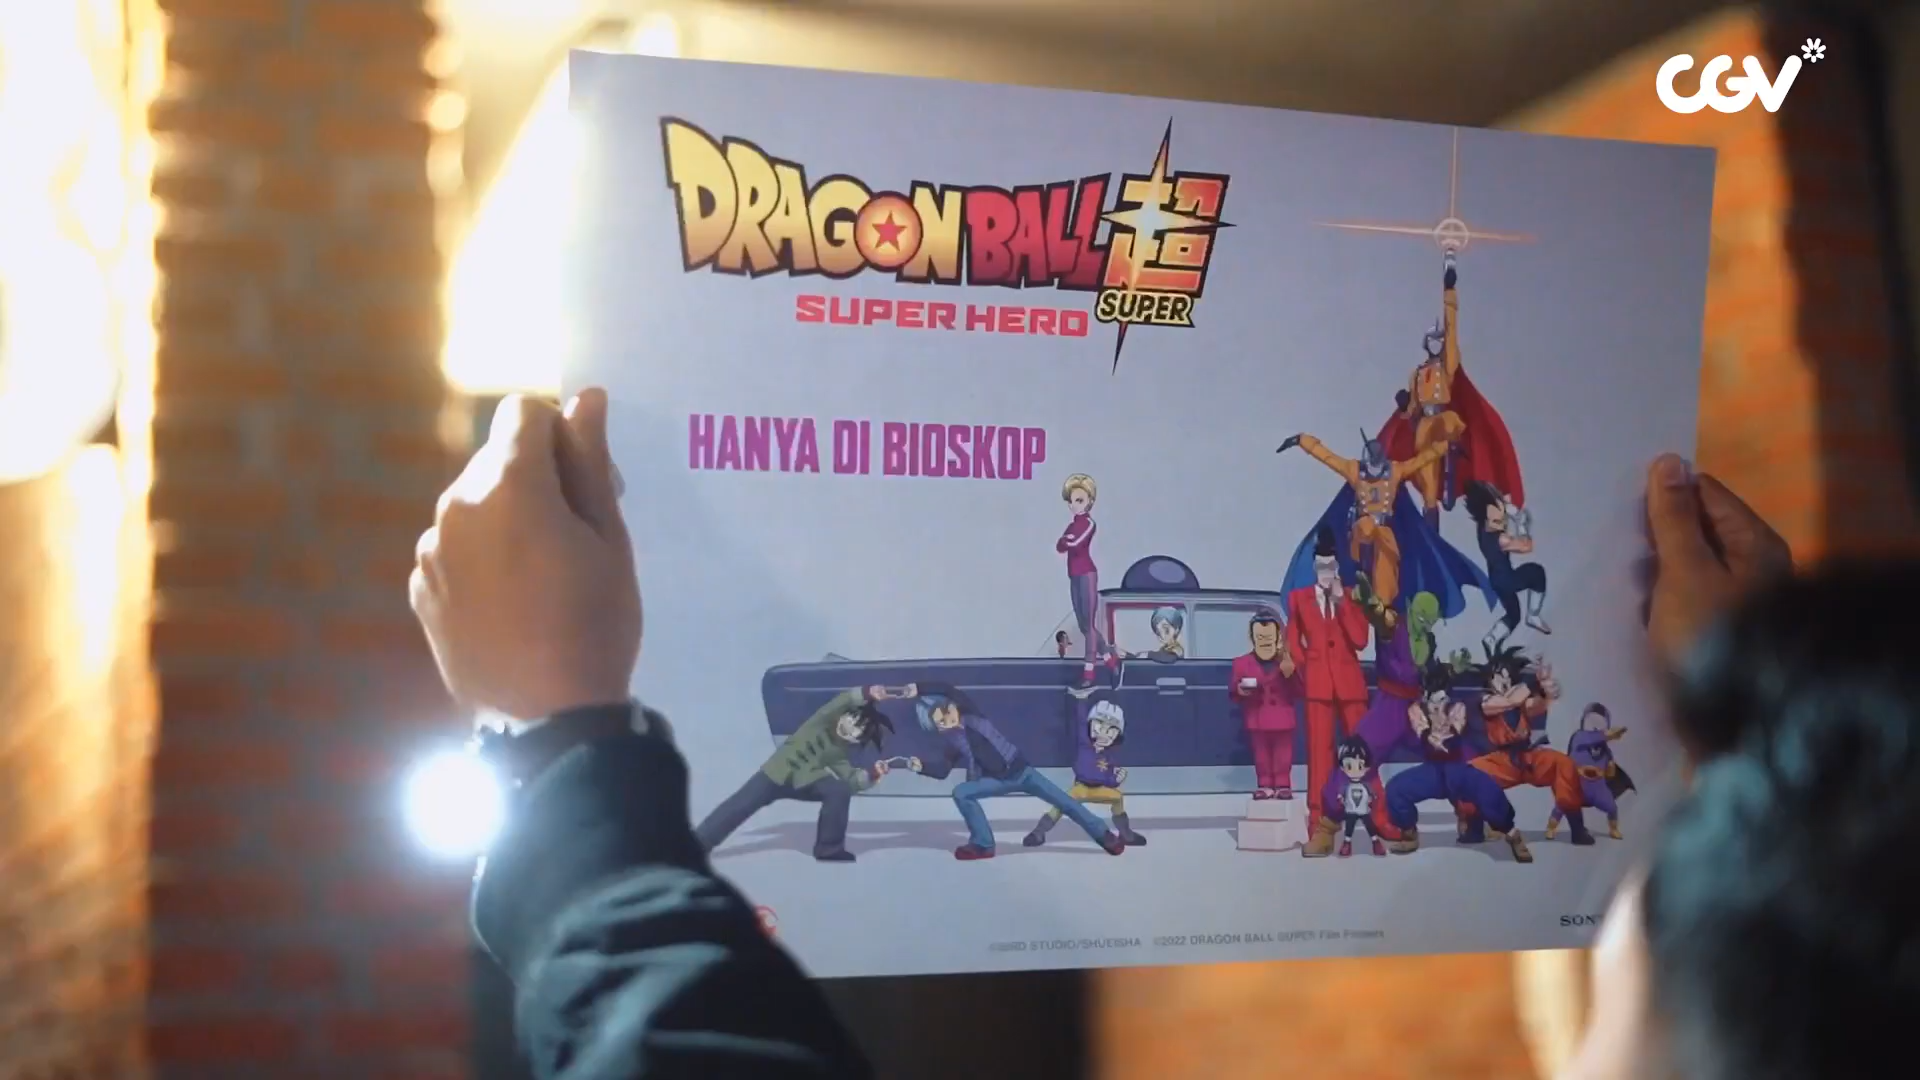 CGV
DRAGON BALL 超
SUPER
SUPER HERO
HANYA DI BIOSKOP
SON
©BIRD STUDIO/SHUEISHA ©2022 DRAGON BALL SUPER Film Partners